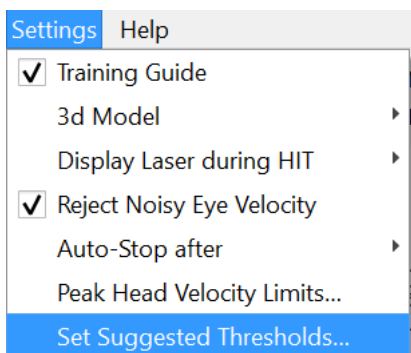 Settings Help
Training Guide
3d Model
Display Laser during HIT
Reject Noisy Eye Velocity
Auto-Stop after
Peak Head Velocity Limits...
Set Suggested Thresholds...